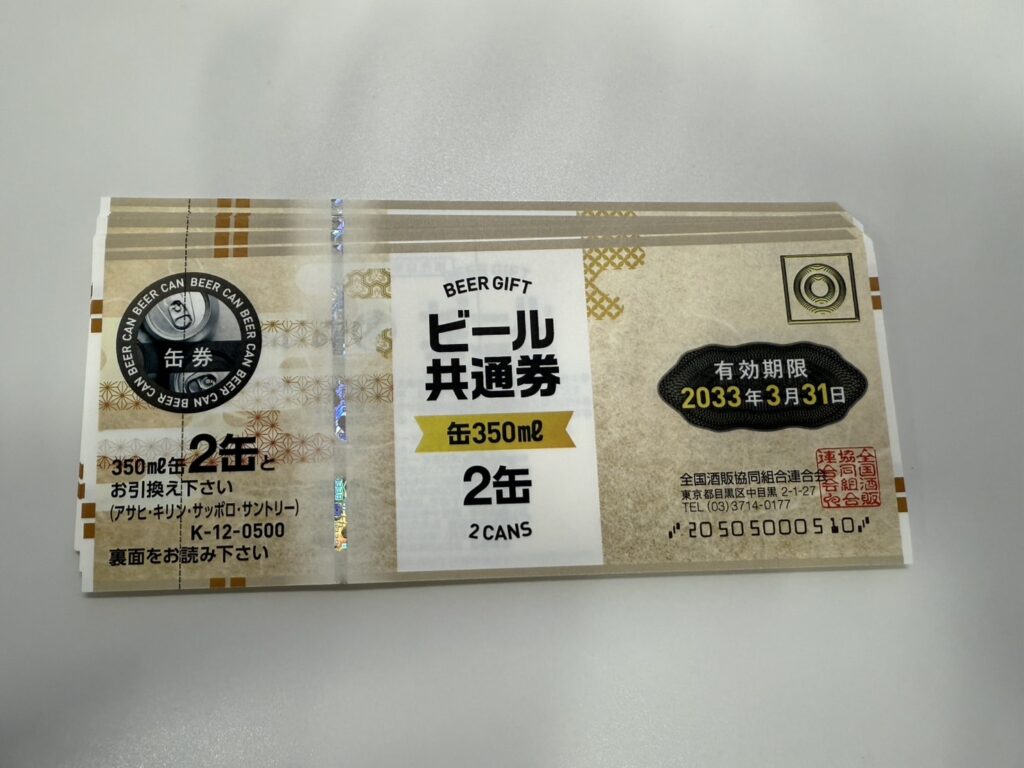 BEER CAN BEER CAN BEER CAN BEER CAN BEER CAN
缶券
350㎖缶2缶と
お引換え下さい
(アサヒ・キリン・サッポロ・サントリー)
K-12-0500
裏面をお読み下さい
BEER GIFT
ビール
共通券
缶350㎖
2缶
2 CANS
有効期限
2033年3月31日
全国酒販協同組合連合会
東京都目黒区中目黒 2-1-27
TEL (03)3714-0177
20505000510
全国酒販
協同組合
連合会